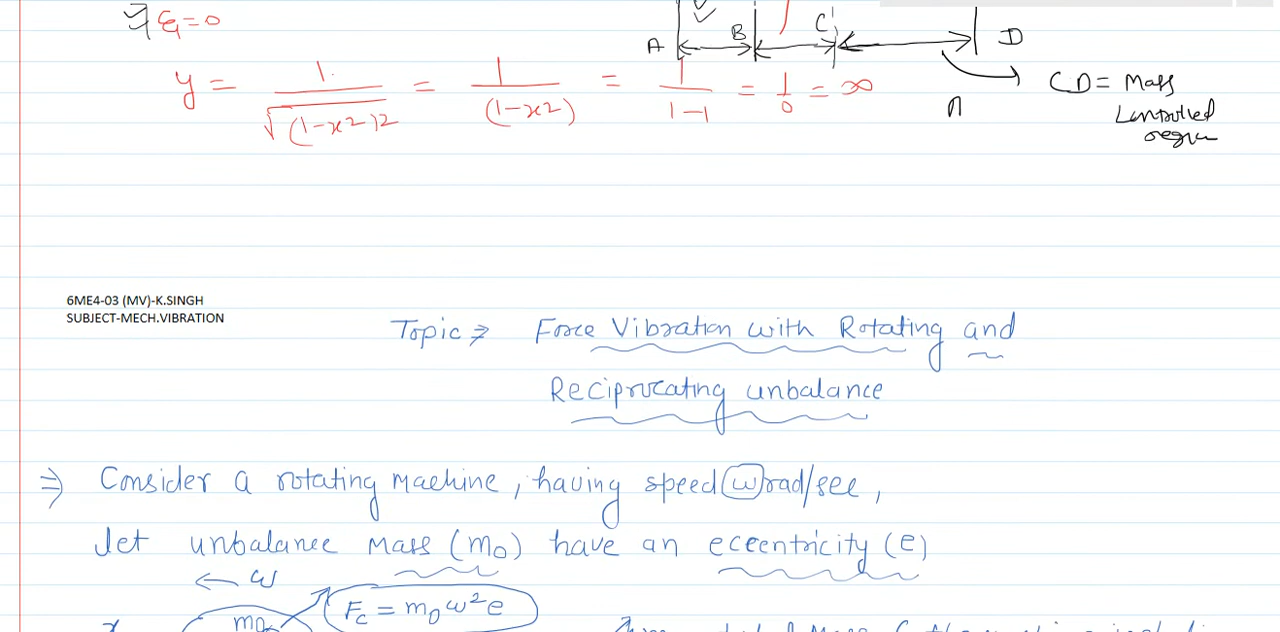 ⇒ ξ = 0
A B C D
y = 1/√(1-x²)² = 1/(1-x²) = 1/1-1 = 1/0 = ∞
CD = Mass
Controlled
6ME4-03 (MV)-K.SINGH
SUBJECT-MECH.VIBRATION
Topic ⇒ Force Vibration with Rotating and
Reciprocating unbalance
⇒ Consider a rotating machine, having speed ω rad/sec,
Let unbalance mass (m₀) have an eccentricity (e)
← ω
F_c = m₀ω²e
m₀